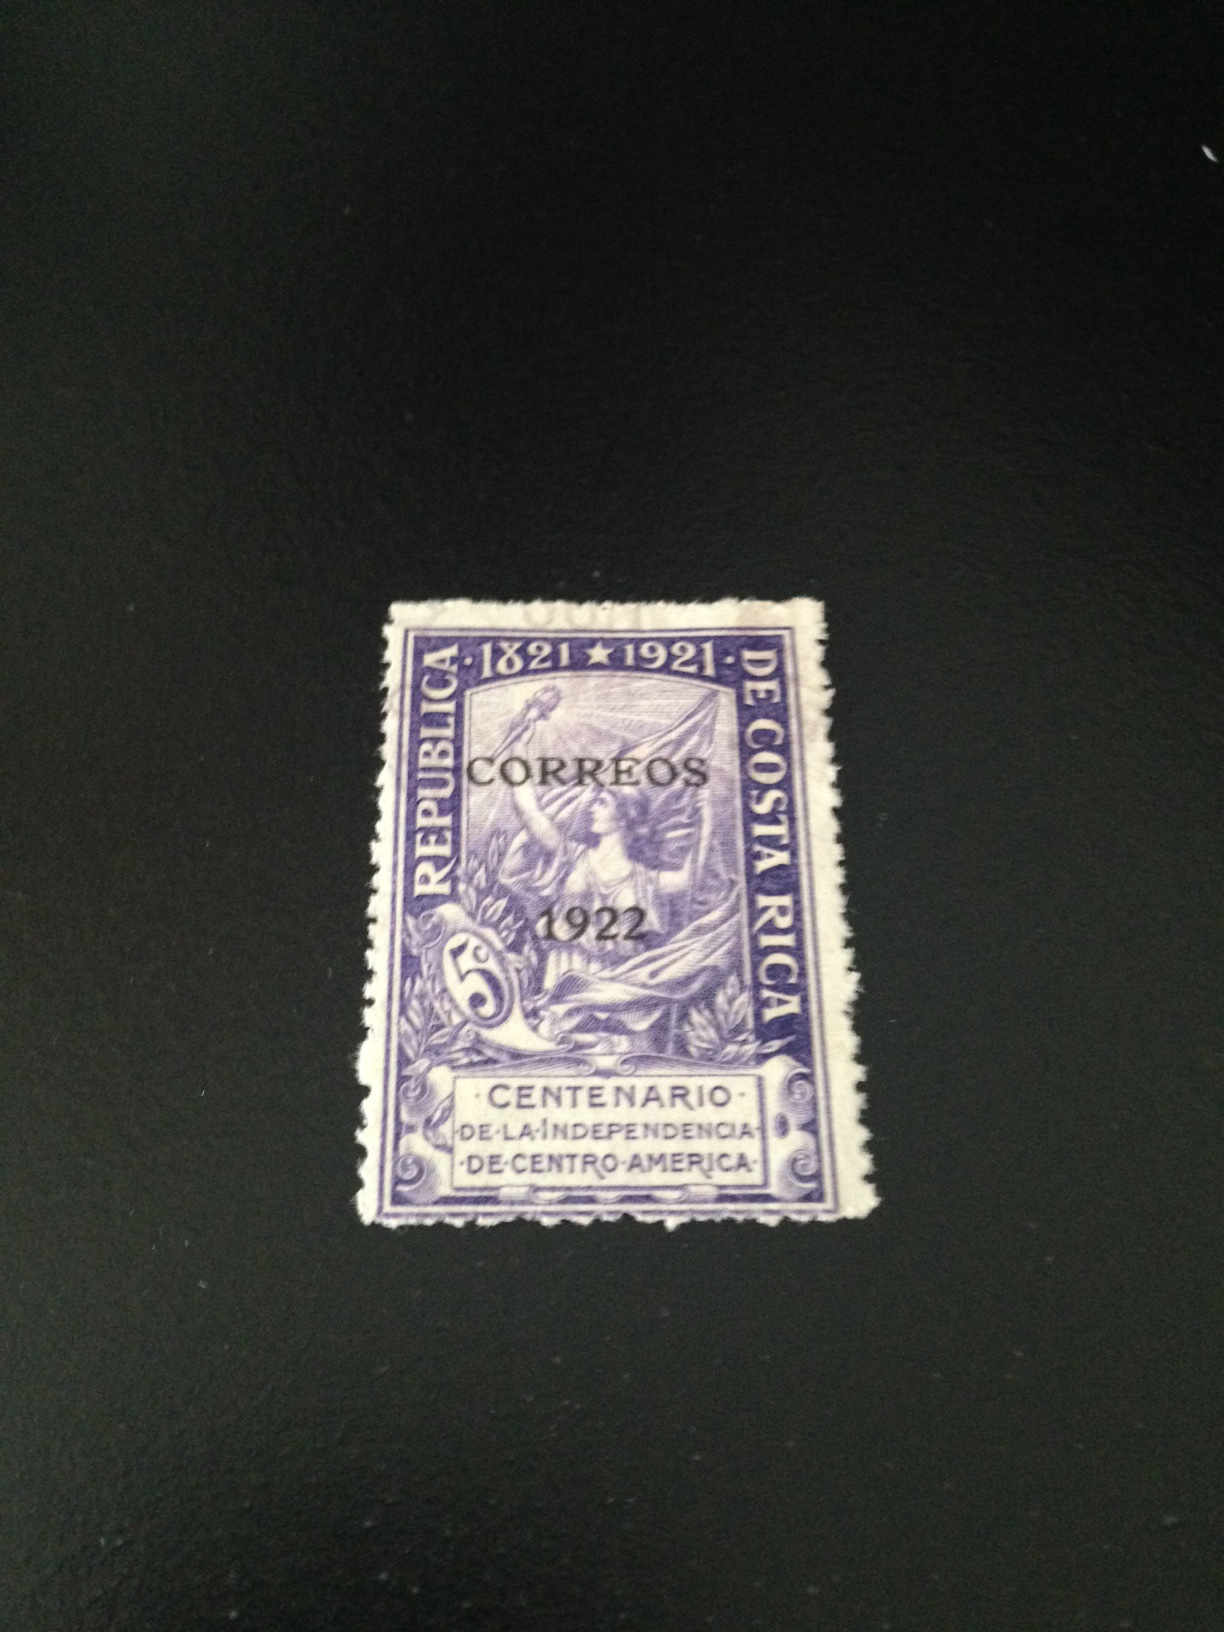 ·1821★1921·
REPUBLICA
DE COSTA RICA
CORREOS
1922
5c
·CENTENARIO·
·DE·LA·INDEPENDENCIA·
·DE·CENTRO·AMERICA·